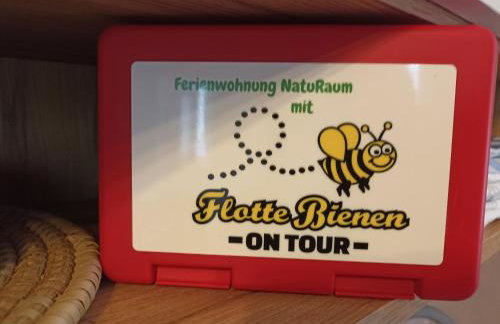 Ferienwohnung NatuRaum
mit
Flotte Bienen
-ON TOUR-